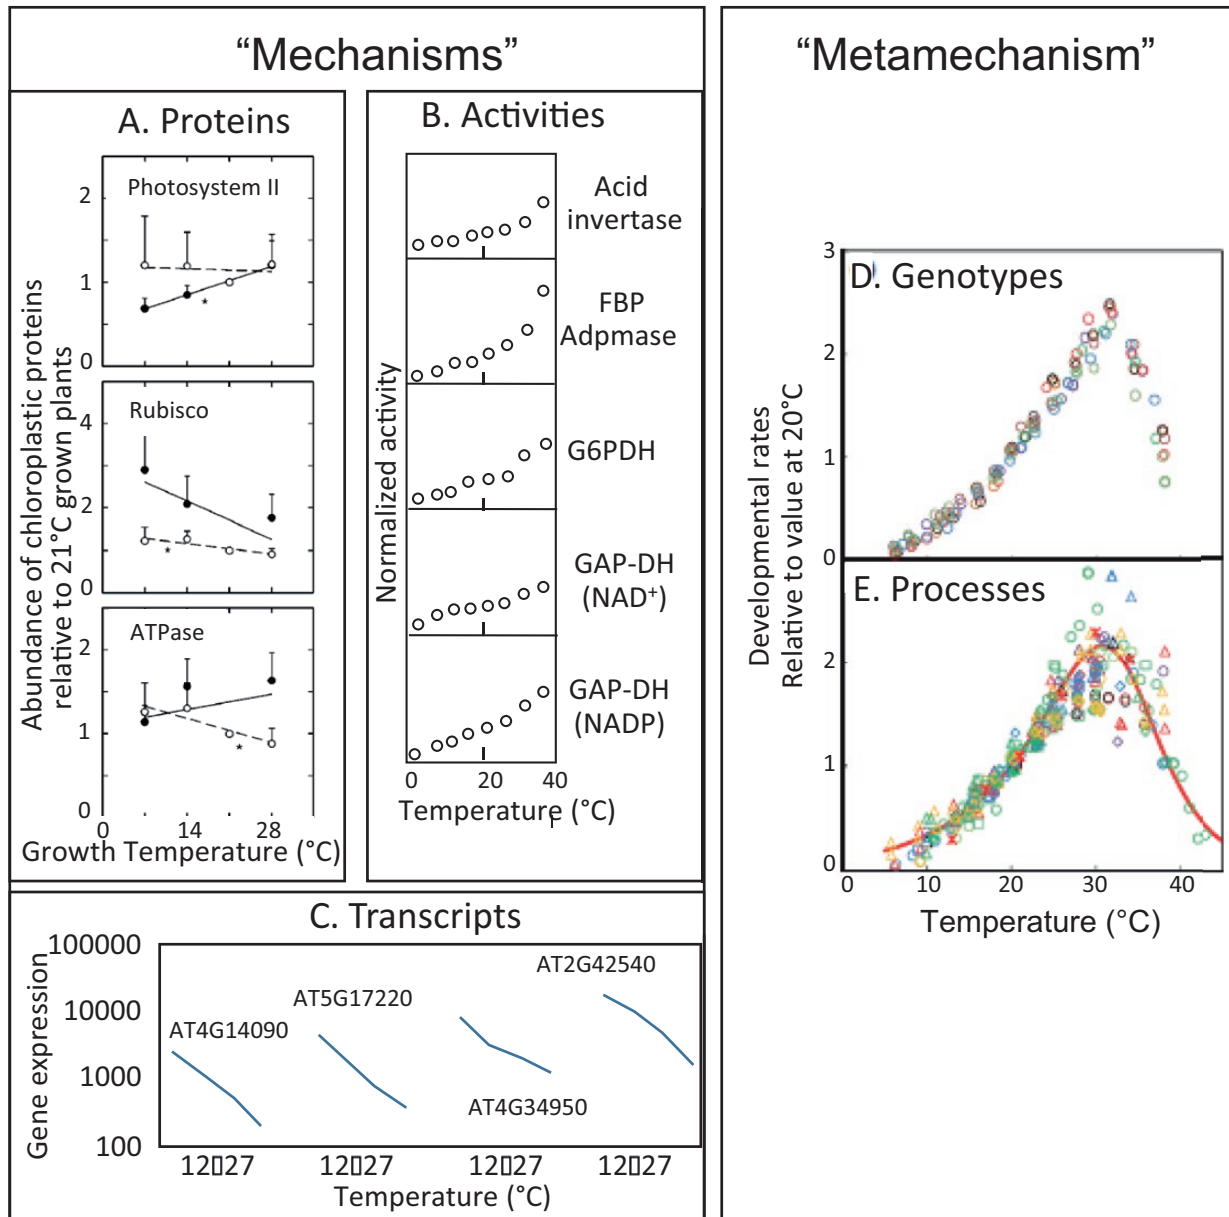 “Mechanisms”
“Metamechanism”
A. Proteins
Abundance of chloroplastic proteins
relative to 21°C grown plants
Photosystem II
2
1
0
Rubisco
4
2
0
ATPase
2
1
0
*
*
*
0
14
28
Growth Temperature (°C)
B. Activities
Normalized activity
Acid
invertase
FBP
Adpmase
G6PDH
GAP-DH
(NAD⁺)
GAP-DH
(NADP)
0
20
40
Temperature (°C)
C. Transcripts
Gene expression
100000
10000
1000
100
AT4G14090
AT5G17220
AT4G34950
AT2G42540
12▯27
12▯27
12▯27
12▯27
Temperature (°C)
Developmental rates
Relative to value at 20°C
D. Genotypes
3
2
1
0
E. Processes
2
1
0
0
10
20
30
40
Temperature (°C)